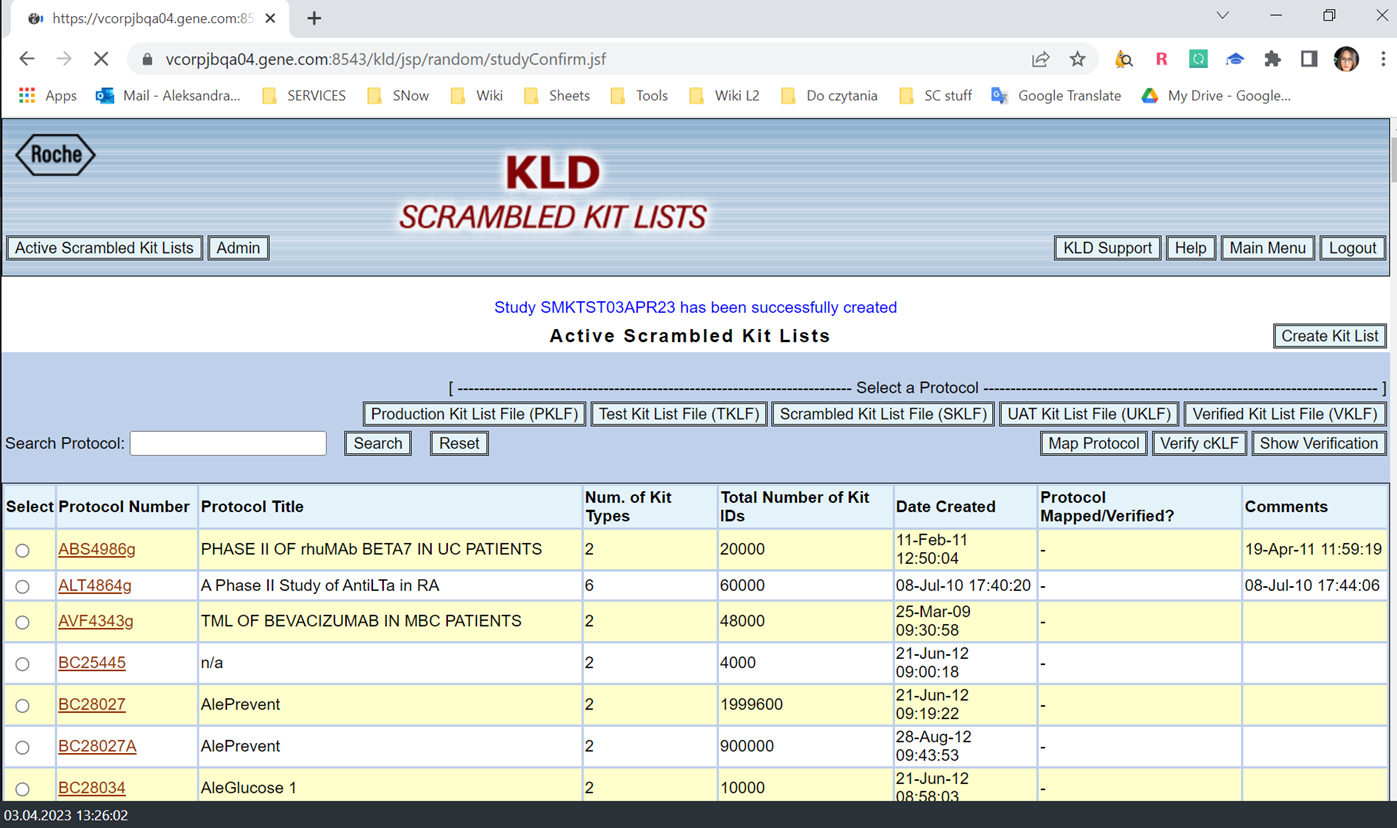 https://vcorpjbqa04.gene.com:85
vcorpjbqa04.gene.com:8543/kld/jsp/random/studyConfirm.jsf
R
Apps Mail - Aleksandra... SERVICES SNow Wiki Sheets Tools Wiki L2 Do czytania SC stuff Google Translate My Drive - Google...
Roche
KLD
SCRAMBLED KIT LISTS
Active Scrambled Kit Lists Admin KLD Support Help Main Menu Logout
Study SMKTST03APR23 has been successfully created
Active Scrambled Kit Lists Create Kit List
[ --------------------------------------------------------------------------- Select a Protocol --------------------------------------------------------------------------- ]
Production Kit List File (PKLF) Test Kit List File (TKLF) Scrambled Kit List File (SKLF) UAT Kit List File (UKLF) Verified Kit List File (VKLF)
Search Protocol: Search Reset Map Protocol Verify cKLF Show Verification
Select Protocol Number Protocol Title Num. of Kit Types Total Number of Kit IDs Date Created Protocol Mapped/Verified? Comments
ABS4986g PHASE II OF rhuMAb BETA7 IN UC PATIENTS 2 20000 11-Feb-11 12:50:04 - 19-Apr-11 11:59:19
ALT4864g A Phase II Study of AntiLTa in RA 6 60000 08-Jul-10 17:40:20 - 08-Jul-10 17:44:06
AVF4343g TML OF BEVACIZUMAB IN MBC PATIENTS 2 48000 25-Mar-09 09:30:58 -
BC25445 n/a 2 4000 21-Jun-12 09:00:18 -
BC28027 AlePrevent 2 1999600 21-Jun-12 09:19:22 -
BC28027A AlePrevent 2 900000 28-Aug-12 09:43:53 -
BC28034 AleGlucose 1 2 10000 21-Jun-12 08:58:03 -
03.04.2023 13:26:02